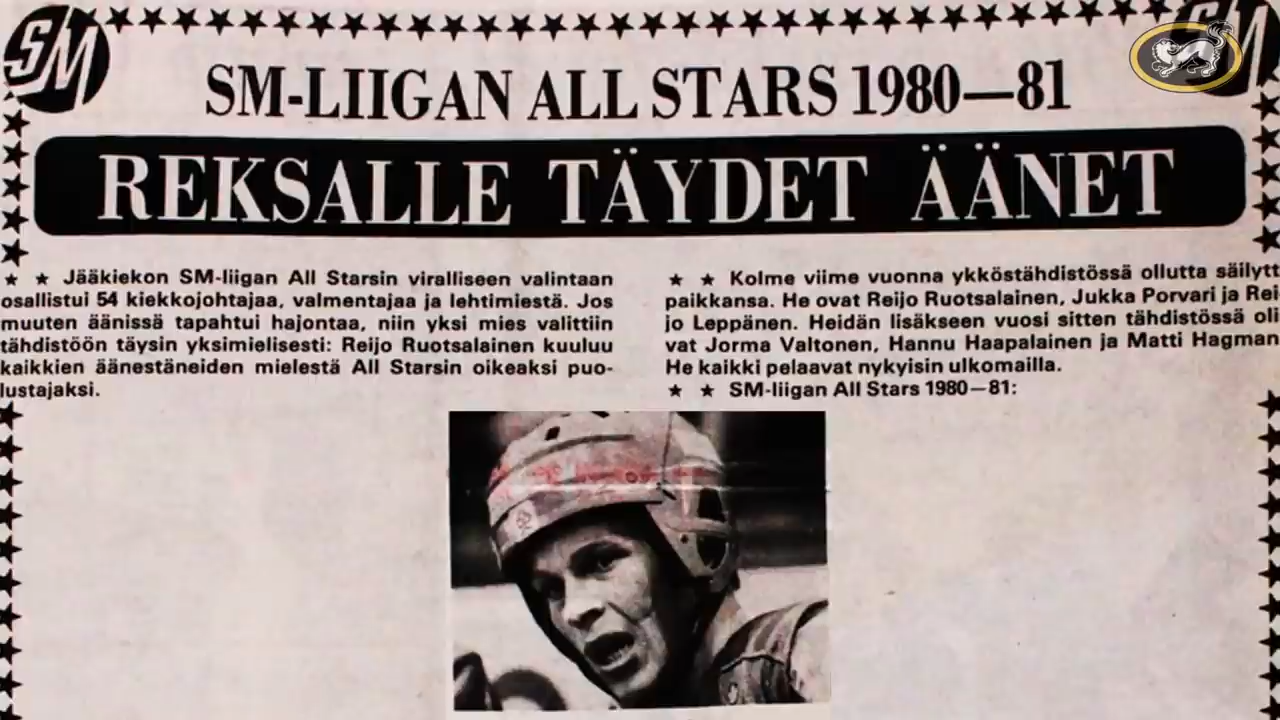 SM
SM
SM-LIIGAN ALL STARS 1980—81
REKSALLE TÄYDET ÄÄNET
★ ★ Jääkiekon SM-liigan All Starsin viralliseen valintaan
osallistui 54 kiekkojohtajaa, valmentajaa ja lehtimiestä. Jos
muuten äänissä tapahtui hajontaa, niin yksi mies valittiin
tähdistöön täysin yksimielisesti: Reijo Ruotsalainen kuuluu
kaikkien äänestäneiden mielestä All Starsin oikeaksi puo-
lustajaksi.
★ ★ Kolme viime vuonna ykköstähdistössä ollutta säilytt
paikkansa. He ovat Reijo Ruotsalainen, Jukka Porvari ja Rei-
jo Leppänen. Heidän lisäkseen vuosi sitten tähdistössä oli
vat Jorma Valtonen, Hannu Haapalainen ja Matti Hagman
He kaikki pelaavat nykyisin ulkomailla.
★ ★ SM-liigan All Stars 1980—81: